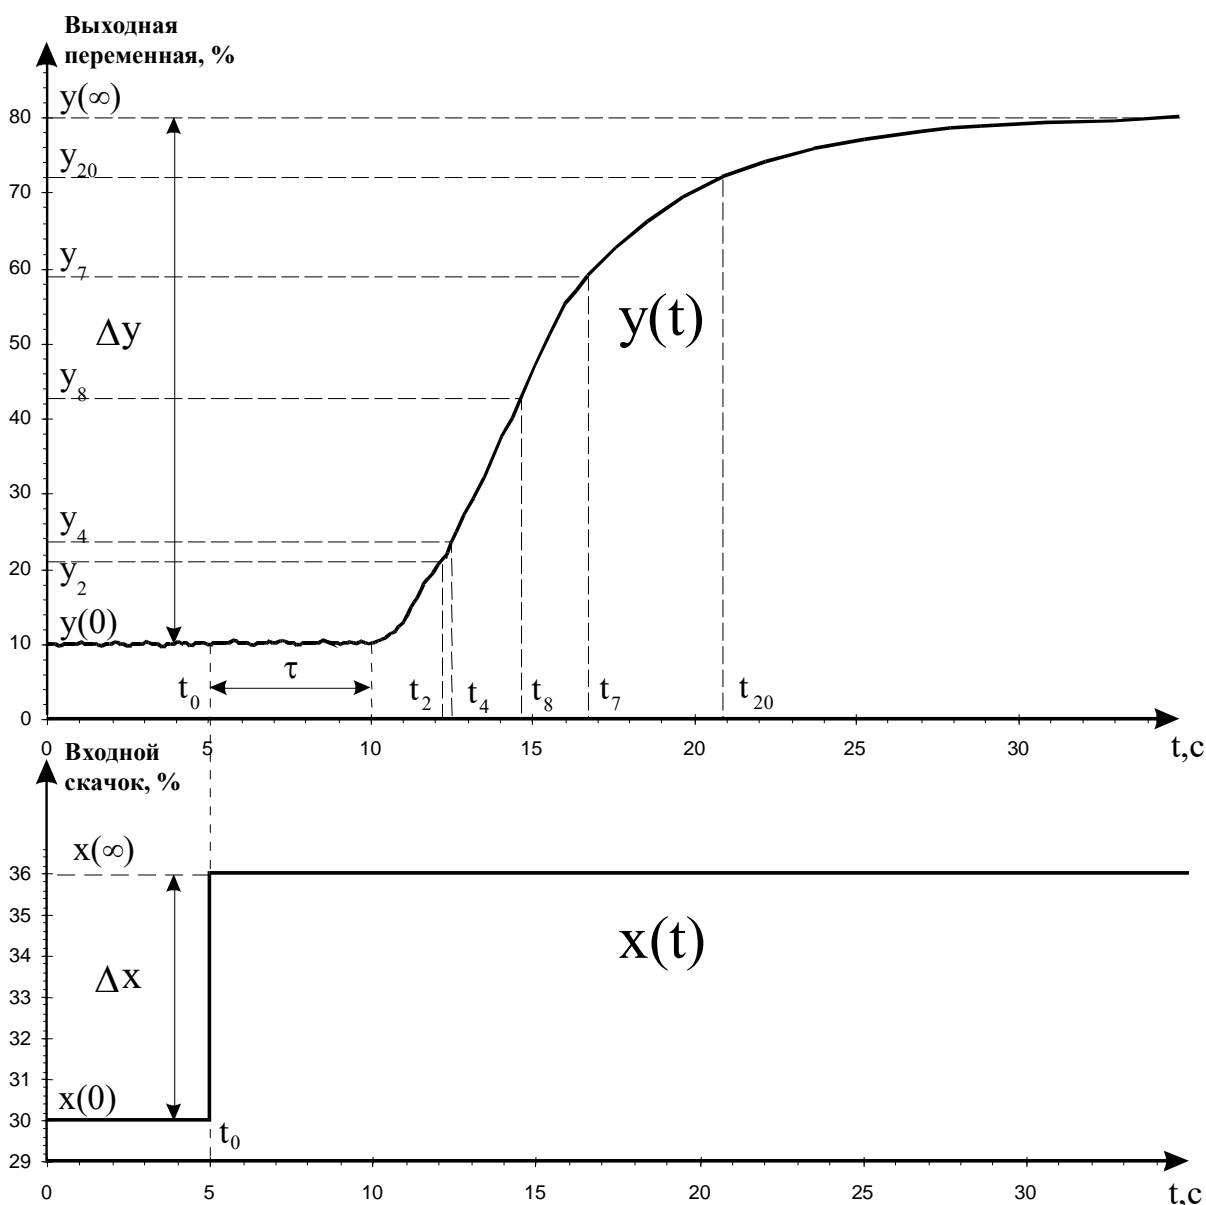 Выходная
переменная, %
y(∞)
80
y₂₀
70
y₇
60
Δy
y(t)
50
y₈
40
30
y₄
20
y₂
y(0)
10
τ
t₀
t₂
t₄
t₈
t₇
t₂₀
0
0 5 10 15 20 25 30 t,с
Входной
скачок, %
x(∞)
36
35
x(t)
34
Δx
33
32
31
x(0)
30
t₀
29
0 5 10 15 20 25 30 t,с